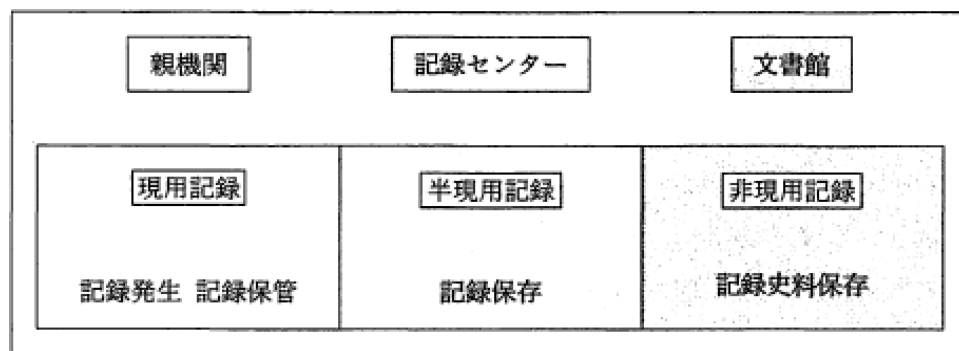 親機関 記録センター 文書館
現用記録 半現用記録 非現用記録
記録発生 記録保管 記録保存 記録史料保存